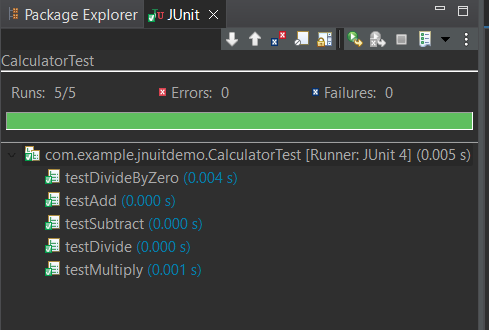 Package Explorer JUnit
CalculatorTest
Runs: 5/5 Errors: 0 Failures: 0
com.example.jnuitdemo.CalculatorTest [Runner: JUnit 4] (0.005 s)
testDivideByZero (0.004 s)
testAdd (0.000 s)
testSubtract (0.000 s)
testDivide (0.000 s)
testMultiply (0.001 s)